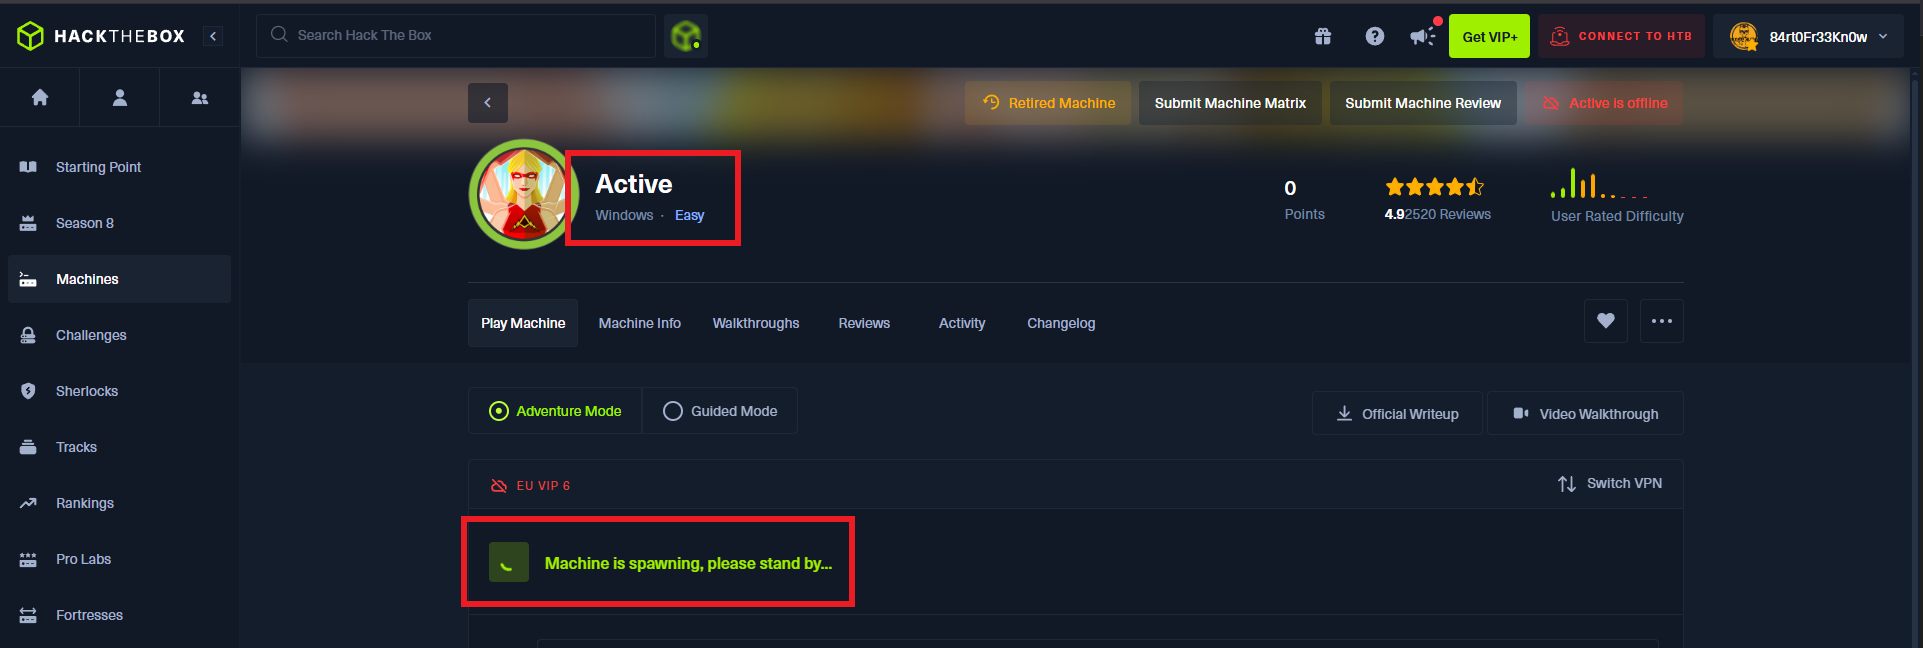 HACKTHEBOX
Search Hack The Box
Get VIP+
CONNECT TO HTB
84rt0Fr33Kn0w
Retired Machine
Submit Machine Matrix
Submit Machine Review
Active is offline
Starting Point
Season 8
Machines
Challenges
Sherlocks
Tracks
Rankings
Pro Labs
Fortresses
Active
Windows · Easy
0
Points
4.92520 Reviews
User Rated Difficulty
Play Machine
Machine Info
Walkthroughs
Reviews
Activity
Changelog
Adventure Mode
Guided Mode
Official Writeup
Video Walkthrough
EU VIP 6
Switch VPN
Machine is spawning, please stand by...